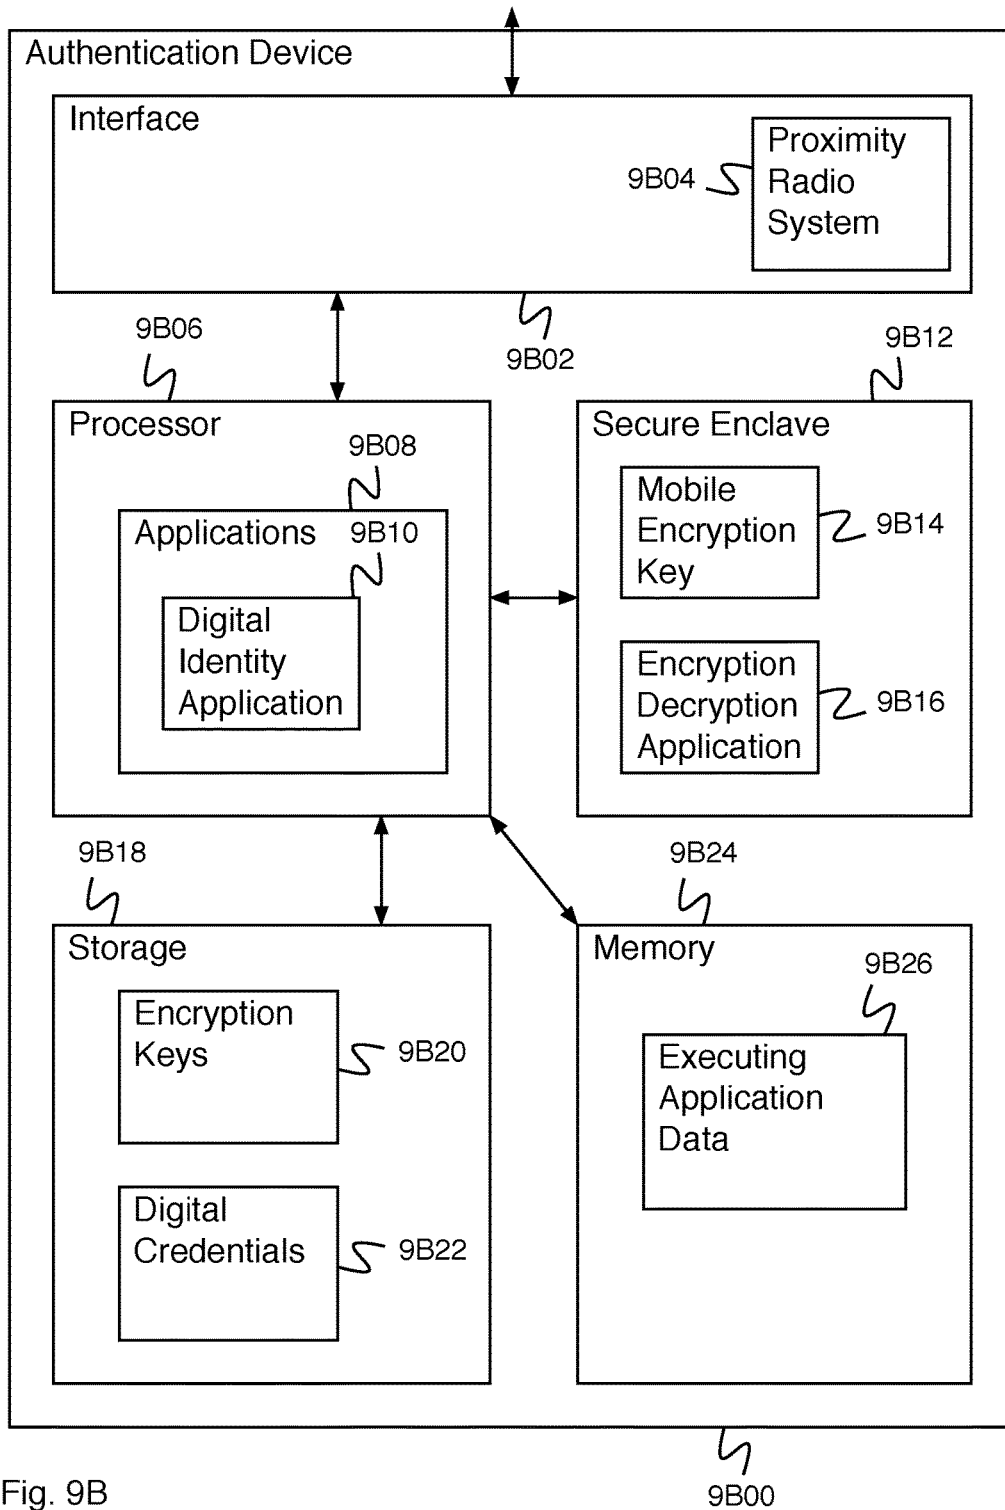 Authentication Device
Interface
Proximity
Radio
System
9B04
9B02
9B06
Processor
9B08
Applications
9B10
Digital
Identity
Application
9B12
Secure Enclave
Mobile
Encryption
Key
9B14
Encryption
Decryption
Application
9B16
9B18
Storage
Encryption
Keys
9B20
Digital
Credentials
9B22
9B24
Memory
9B26
Executing
Application
Data
9B00
Fig. 9B